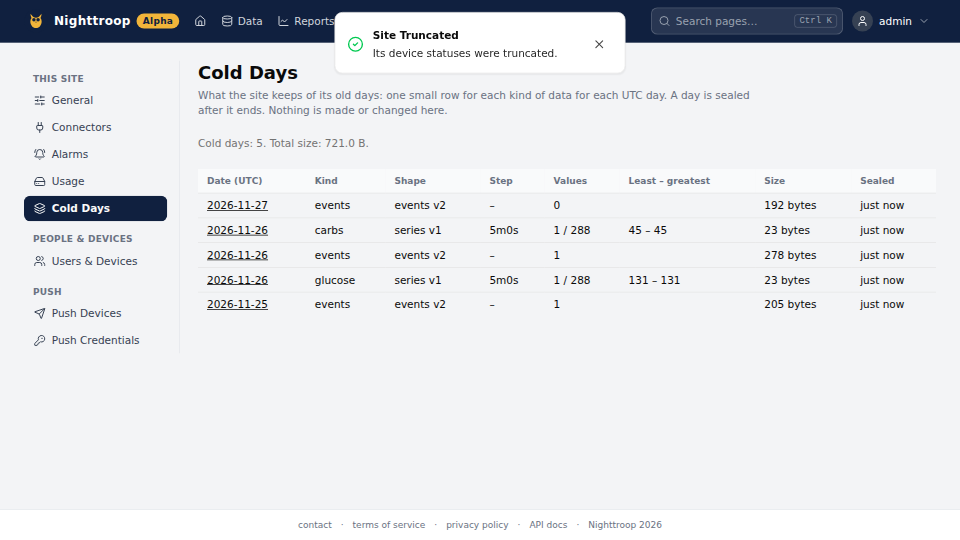 Nighttroop Alpha Data Reports Search pages... Ctrl K admin
Site Truncated
Its device statuses were truncated.
THIS SITE
General
Connectors
Alarms
Usage
Cold Days
PEOPLE & DEVICES
Users & Devices
PUSH
Push Devices
Push Credentials
Cold Days
What the site keeps of its old days: one small row for each kind of data for each UTC day. A day is sealed
after it ends. Nothing is made or changed here.
Cold days: 5. Total size: 721.0 B.
Date (UTC) Kind Shape Step Values Least – greatest Size Sealed
2026-11-27 events events v2 – 0 192 bytes just now
2026-11-26 carbs series v1 5m0s 1 / 288 45 – 45 23 bytes just now
2026-11-26 events events v2 – 1 278 bytes just now
2026-11-26 glucose series v1 5m0s 1 / 288 131 – 131 23 bytes just now
2026-11-25 events events v2 – 1 205 bytes just now
contact · terms of service · privacy policy · API docs · Nighttroop 2026